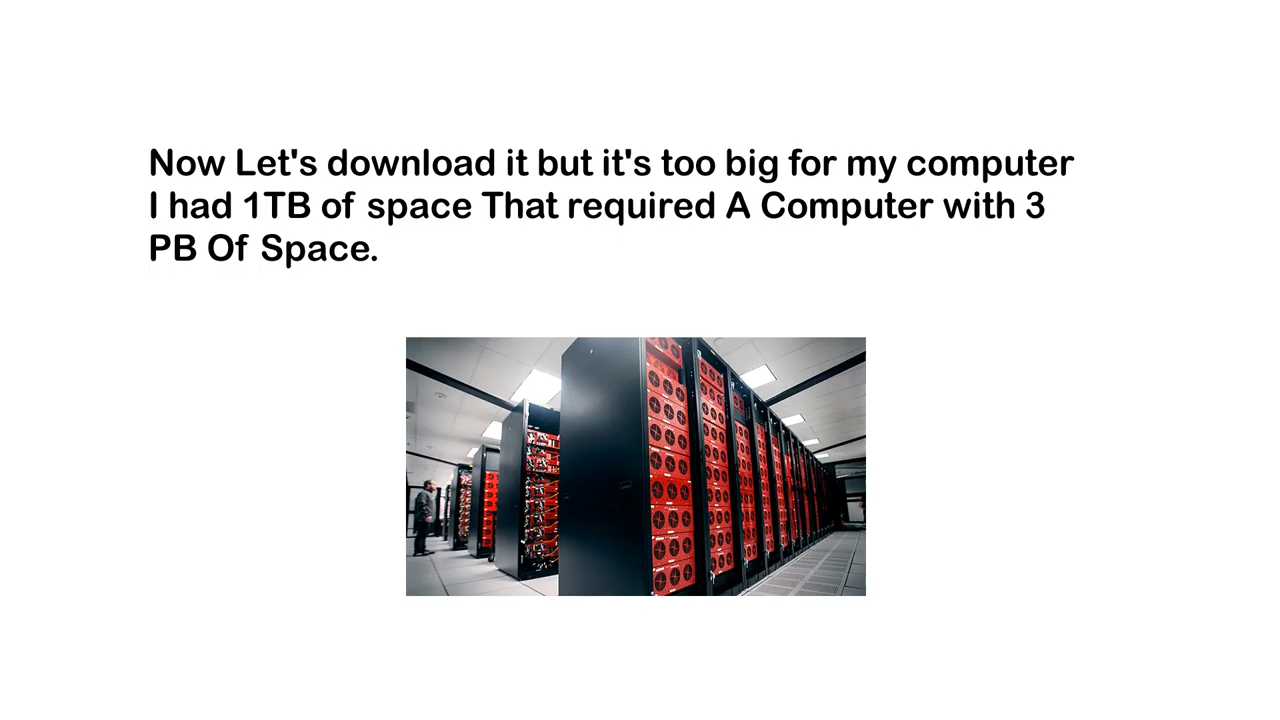 Now Let's download it but it's too big for my computer
I had 1TB of space That required A Computer with 3
PB Of Space.